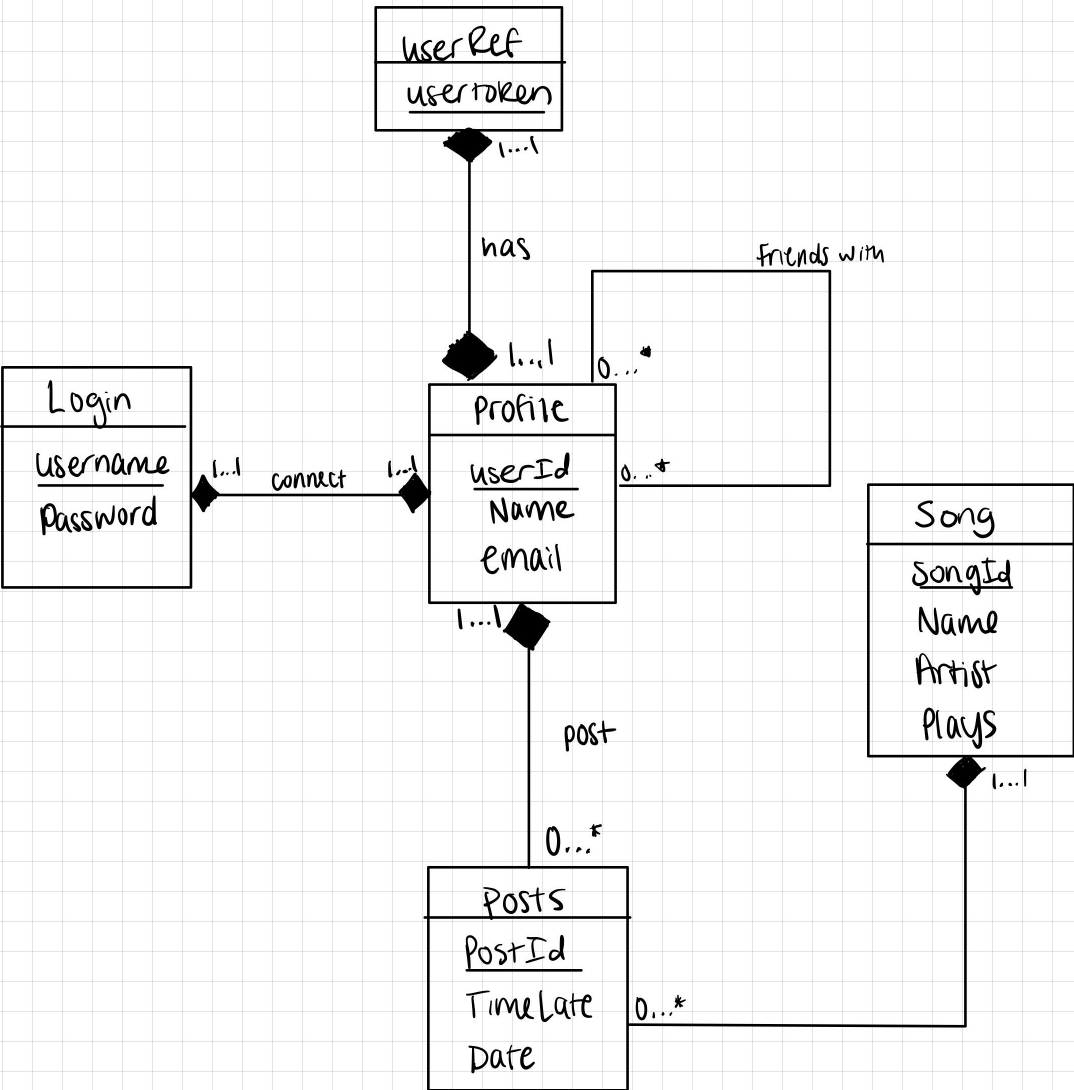 userRef
usertoken
1...1
has
Friends with
1...1
0...*
Login
Profile
username
1...1
connect
1...1
userId
0...*
Password
Name
email
Song
SongId
Name
Artist
Plays
1...1
post
1...1
0...*
Posts
PostId
TimeLate
0...*
Date